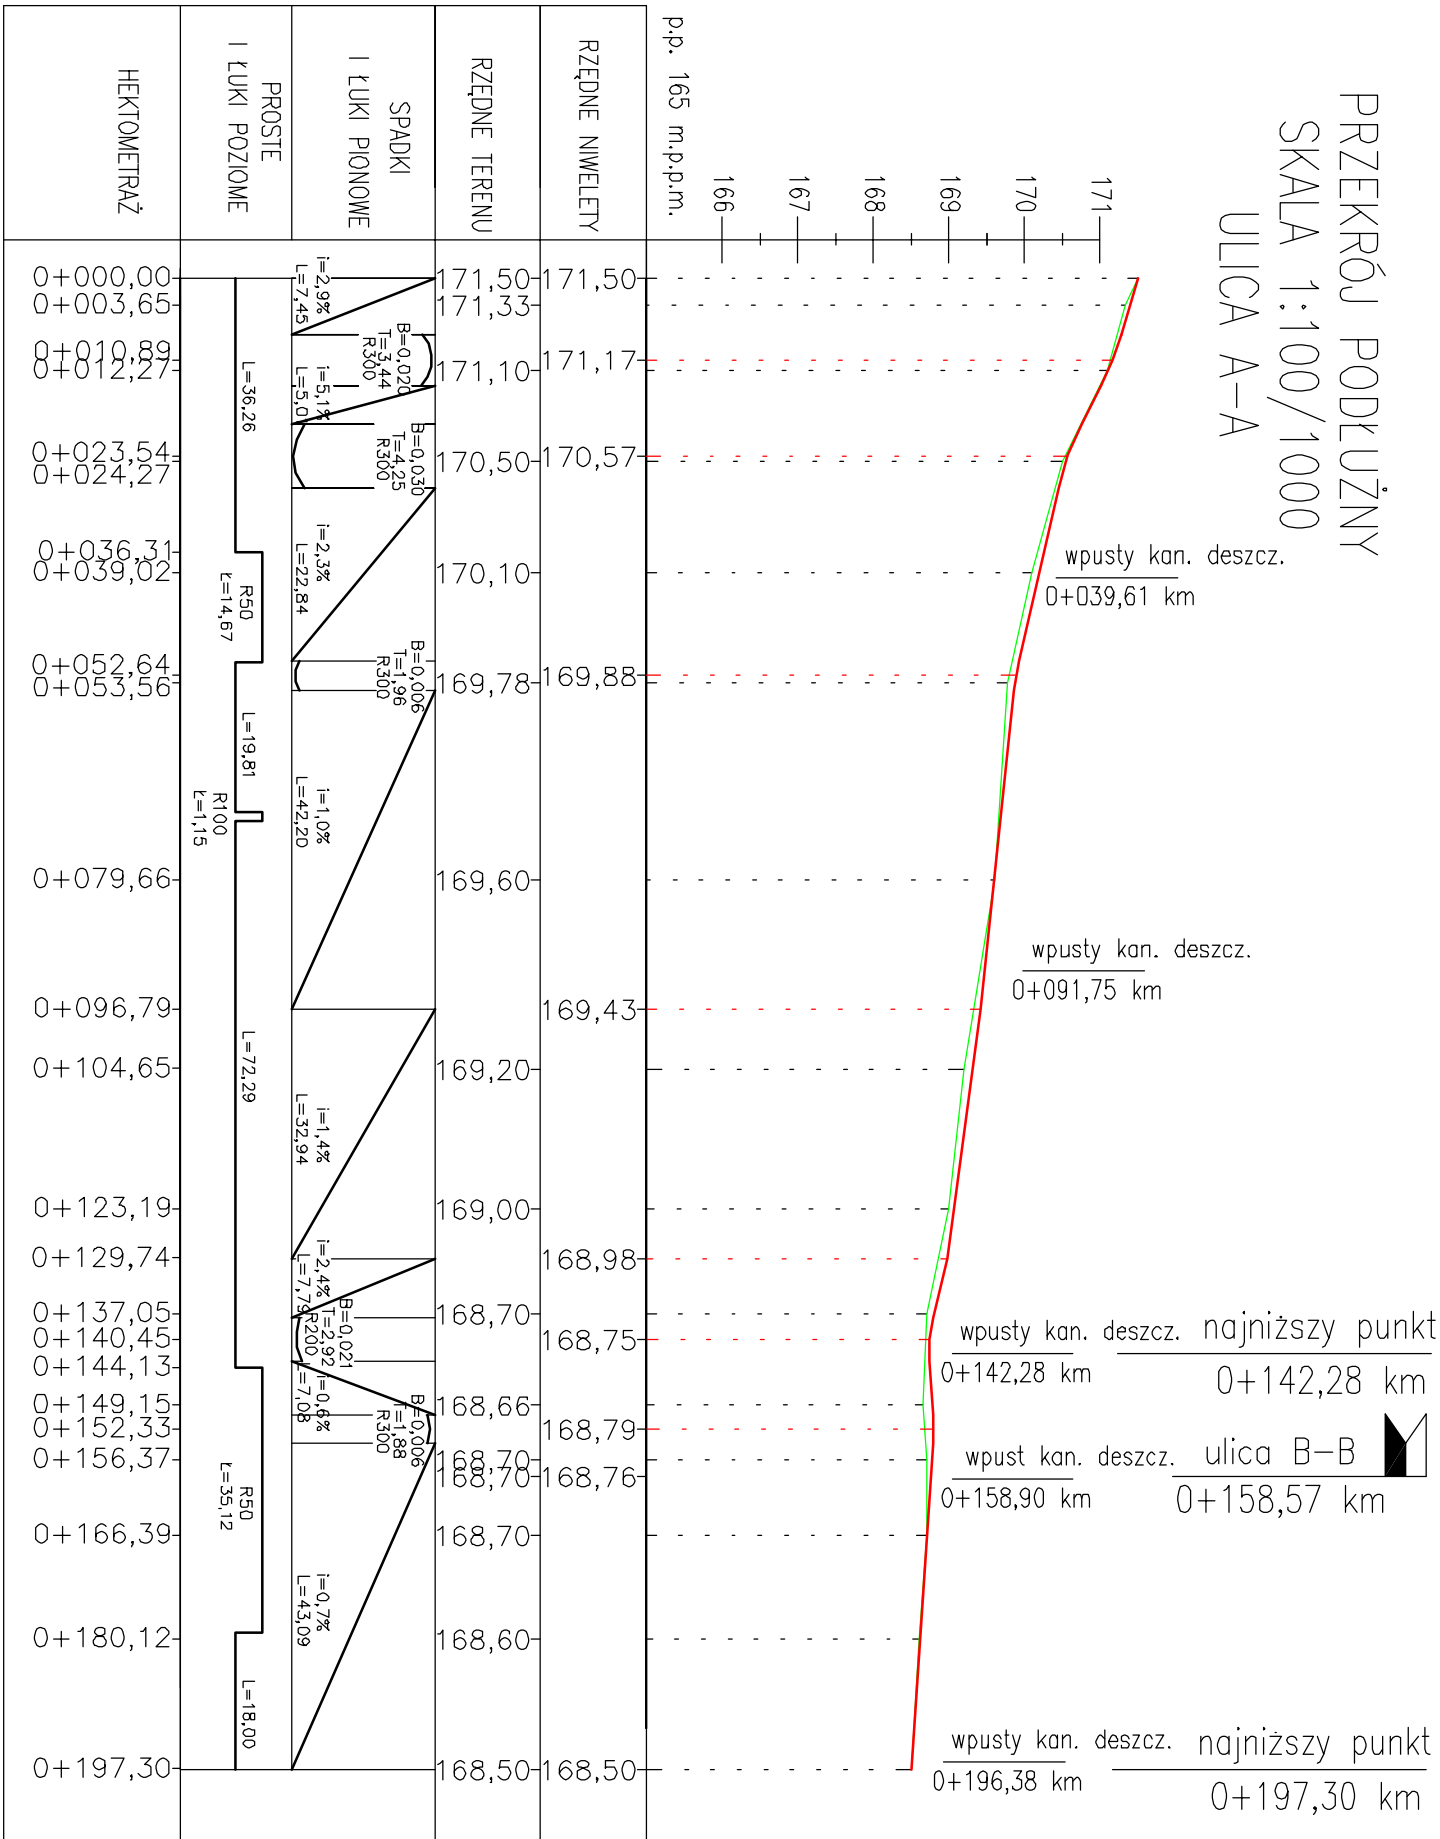 PRZEKRÓJ PODŁUŻNY
SKALA 1:100/1000
ULICA A-A
171
170
169
168
167
166
p.p. 165 m.p.p.m.
wpusty kan. deszcz.
0+039,61 km
wpusty kan. deszcz.
0+091,75 km
wpusty kan. deszcz.
0+142,28 km
najniższy punkt
0+142,28 km
wpust kan. deszcz.
0+158,90 km
ulica B-B
0+158,57 km
wpusty kan. deszcz.
0+196,38 km
najniższy punkt
0+197,30 km
RZĘDNE NIWELETY
171,50
171,17
170,57
169,88
169,43
168,98
168,75
168,79
168,76
168,50
RZĘDNE TERENU
171,50
171,33
171,10
170,50
170,10
169,78
169,60
169,20
169,00
168,70
168,66
168,70
168,70
168,70
168,60
168,50
SPADKI
I ŁUKI PIONOWE
i=2,9%
L=7,45
B=0,020
T=3,44
R300
i=5,1%
L=5,0
B=0,030
T=4,25
R300
i=2,3%
L=22,84
B=0,006
T=1,96
R300
i=1,0%
L=42,20
i=1,4%
L=32,94
i=2,4%
L=7,79
B=0,021
T=2,92
R200
i=0,6%
L=7,08
B=0,006
T=1,88
R300
i=0,7%
L=43,09
PROSTE
I ŁUKI POZIOME
L=36,26
R50
Ł=14,67
L=19,81
R100
Ł=1,15
L=72,29
R50
Ł=35,12
L=18,00
HEKTOMETRAŻ
0+000,00
0+003,65
0+010,89
0+012,27
0+023,54
0+024,27
0+036,31
0+039,02
0+052,64
0+053,56
0+079,66
0+096,79
0+104,65
0+123,19
0+129,74
0+137,05
0+140,45
0+144,13
0+149,15
0+152,33
0+156,37
0+166,39
0+180,12
0+197,30